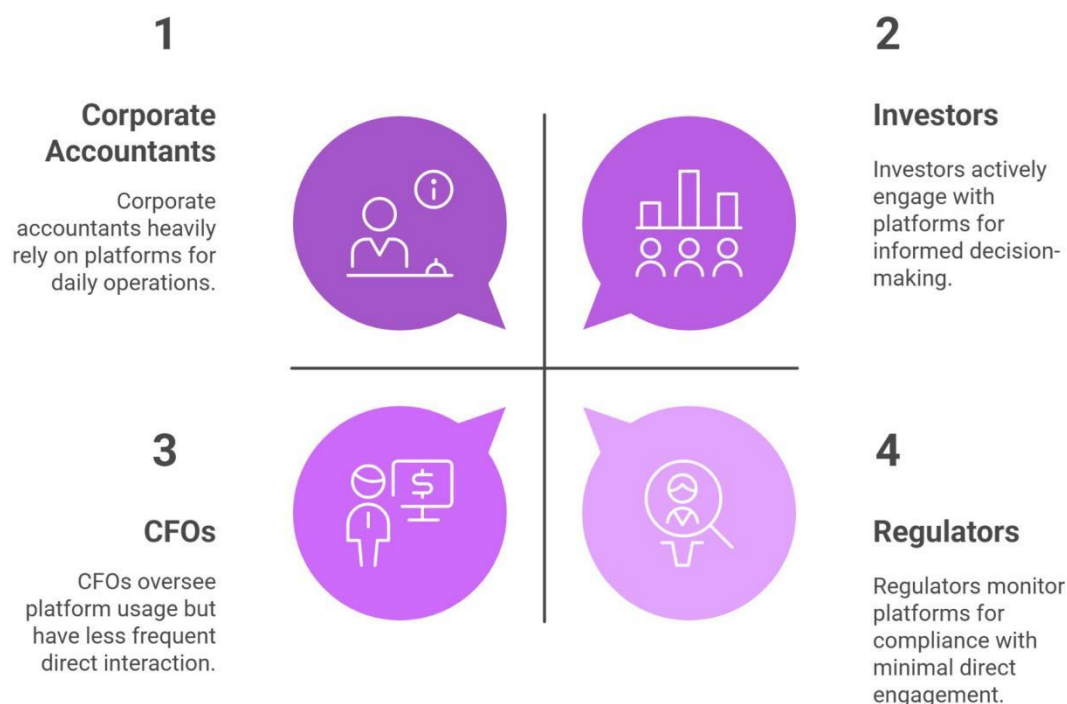 1
Corporate
Accountants
Corporate
accountants heavily
rely on platforms for
daily operations.
2
Investors
Investors actively
engage with
platforms for
informed decision-
making.
3
CFOs
CFOs oversee
platform usage but
have less frequent
direct interaction.
$
4
Regulators
Regulators monitor
platforms for
compliance with
minimal direct
engagement.